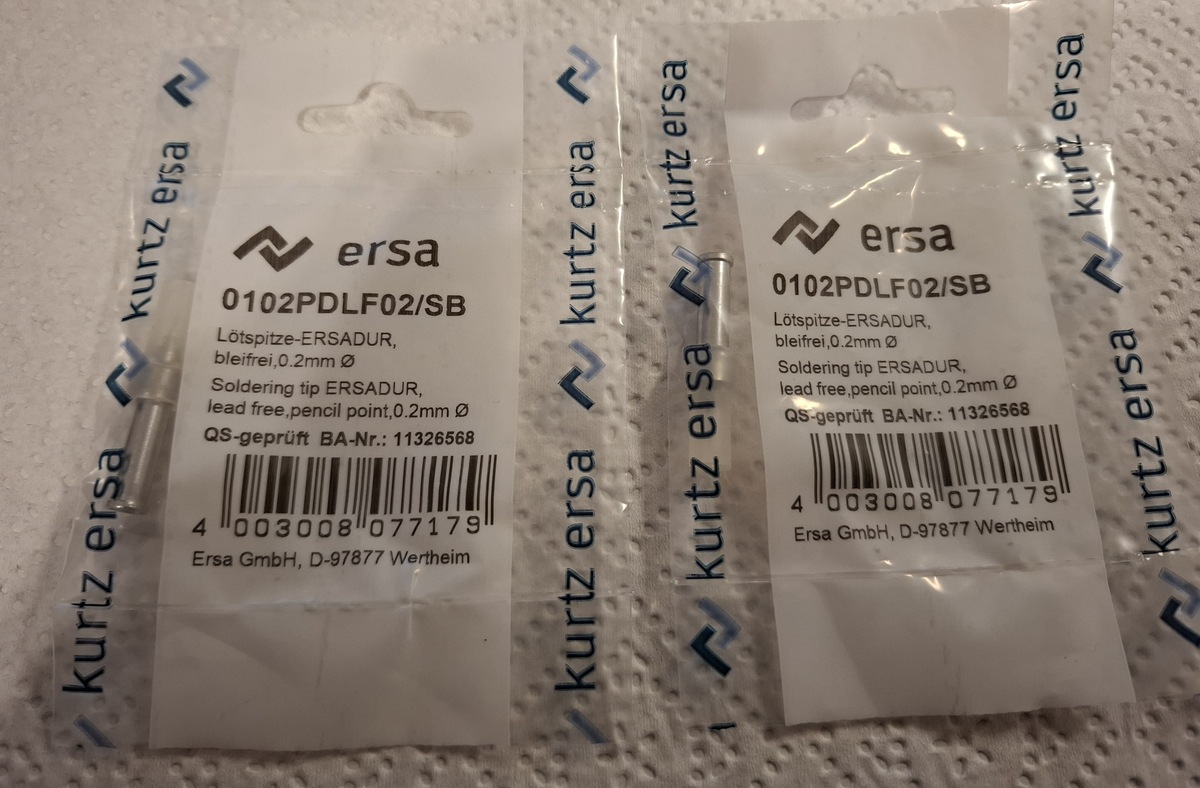 kurtz ersa
kurtz ersa
kurtz ersa
ersa
0102PDLF02/SB
Lötspitze-ERSADUR,
bleifrei,0.2mm Ø
Soldering tip ERSADUR,
lead free,pencil point,0.2mm Ø
QS-geprüft BA-Nr.: 11326568
4 003008 077179
Ersa GmbH, D-97877 Wertheim
kurtz ersa
kurtz ersa
kurtz ersa
kurtz ersa
ersa
0102PDLF02/SB
Lötspitze-ERSADUR,
bleifrei,0.2mm Ø
Soldering tip ERSADUR,
lead free,pencil point,0.2mm Ø
QS-geprüft BA-Nr.: 11326568
4 003008 077179
Ersa GmbH, D-97877 Wertheim
kurtz ersa
kurtz ersa